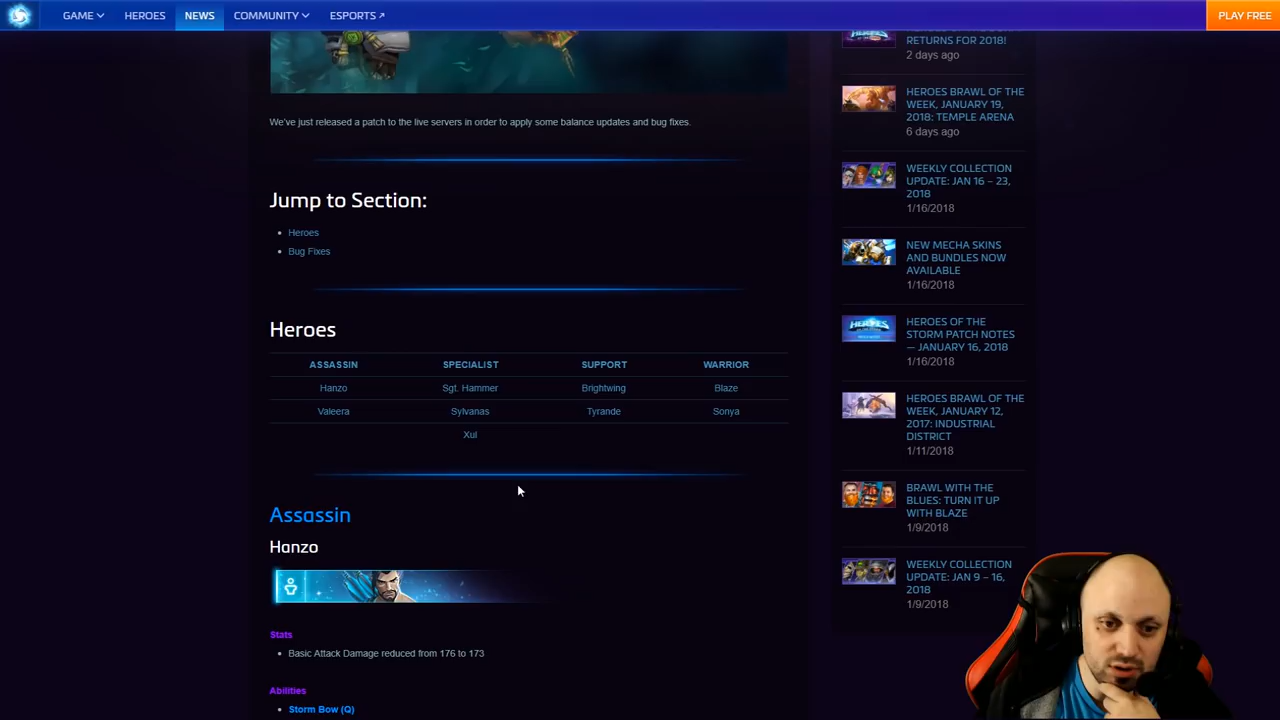 GAME
HEROES
NEWS
COMMUNITY
ESPORTS
PLAY FREE
We've just released a patch to the live servers in order to apply some balance updates and bug fixes.
Jump to Section:
Heroes
Bug Fixes
Heroes
ASSASSIN SPECIALIST SUPPORT WARRIOR
Hanzo Sgt. Hammer Brightwing Blaze
Valeera Sylvanas Tyrande Sonya
Xul
Assassin
Hanzo
Stats
Basic Attack Damage reduced from 176 to 173
Abilities
Storm Bow (Q)
RETURNS FOR 2018!
2 days ago
HEROES BRAWL OF THE
WEEK, JANUARY 19,
2018: TEMPLE ARENA
6 days ago
WEEKLY COLLECTION
UPDATE: JAN 16 – 23,
2018
1/16/2018
NEW MECHA SKINS
AND BUNDLES NOW
AVAILABLE
1/16/2018
HEROES OF THE
STORM PATCH NOTES
— JANUARY 16, 2018
1/16/2018
HEROES BRAWL OF THE
WEEK, JANUARY 12,
2017: INDUSTRIAL
DISTRICT
1/11/2018
BRAWL WITH THE
BLUES: TURN IT UP
WITH BLAZE
1/9/2018
WEEKLY COLLECTION
UPDATE: JAN 9 – 16,
2018
1/9/2018